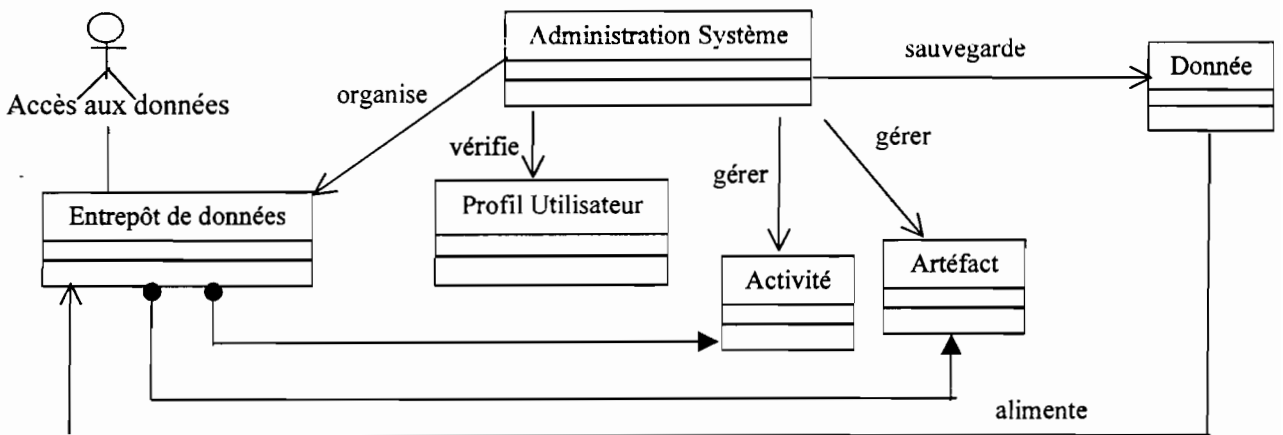 Administration Système
sauvegarde
Donnée
Accès aux données
organise
vérifie
gérer
gérer
Entrepôt de données
Profil Utilisateur
Activité
Artéfact
alimente